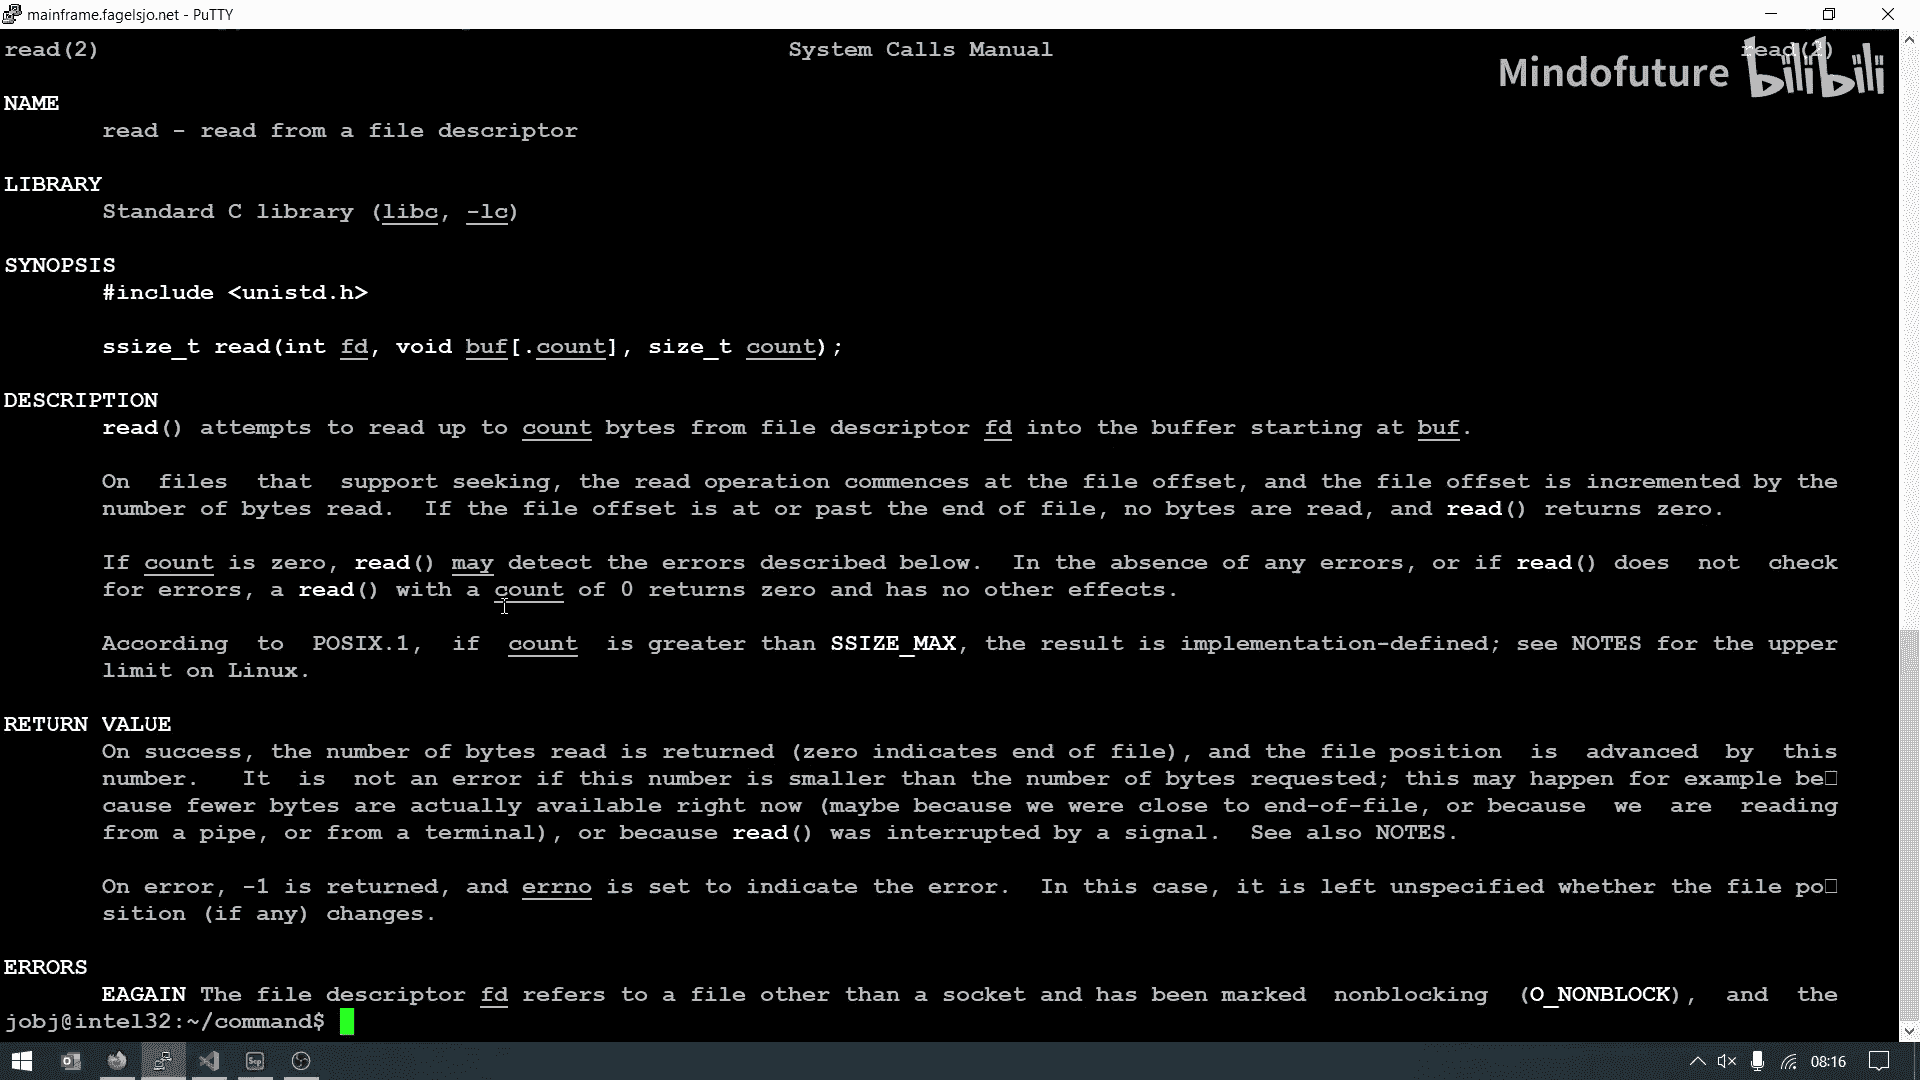 mainframe.fagelsjo.net - PuTTY
read(2) System Calls Manual read(2)
Mindofuture bilibili
NAME
read - read from a file descriptor
LIBRARY
Standard C library (libc, -lc)
SYNOPSIS
#include <unistd.h>
ssize_t read(int fd, void buf[.count], size_t count);
DESCRIPTION
read() attempts to read up to count bytes from file descriptor fd into the buffer starting at buf.
On files that support seeking, the read operation commences at the file offset, and the file offset is incremented by the
number of bytes read. If the file offset is at or past the end of file, no bytes are read, and read() returns zero.
If count is zero, read() may detect the errors described below. In the absence of any errors, or if read() does not check
for errors, a read() with a count of 0 returns zero and has no other effects.
According to POSIX.1, if count is greater than SSIZE_MAX, the result is implementation-defined; see NOTES for the upper
limit on Linux.
RETURN VALUE
On success, the number of bytes read is returned (zero indicates end of file), and the file position is advanced by this
number. It is not an error if this number is smaller than the number of bytes requested; this may happen for example be□
cause fewer bytes are actually available right now (maybe because we were close to end-of-file, or because we are reading
from a pipe, or from a terminal), or because read() was interrupted by a signal. See also NOTES.
On error, -1 is returned, and errno is set to indicate the error. In this case, it is left unspecified whether the file po□
sition (if any) changes.
ERRORS
EAGAIN The file descriptor fd refers to a file other than a socket and has been marked nonblocking (O_NONBLOCK), and the
jobj@intel32:~/command$
08:16